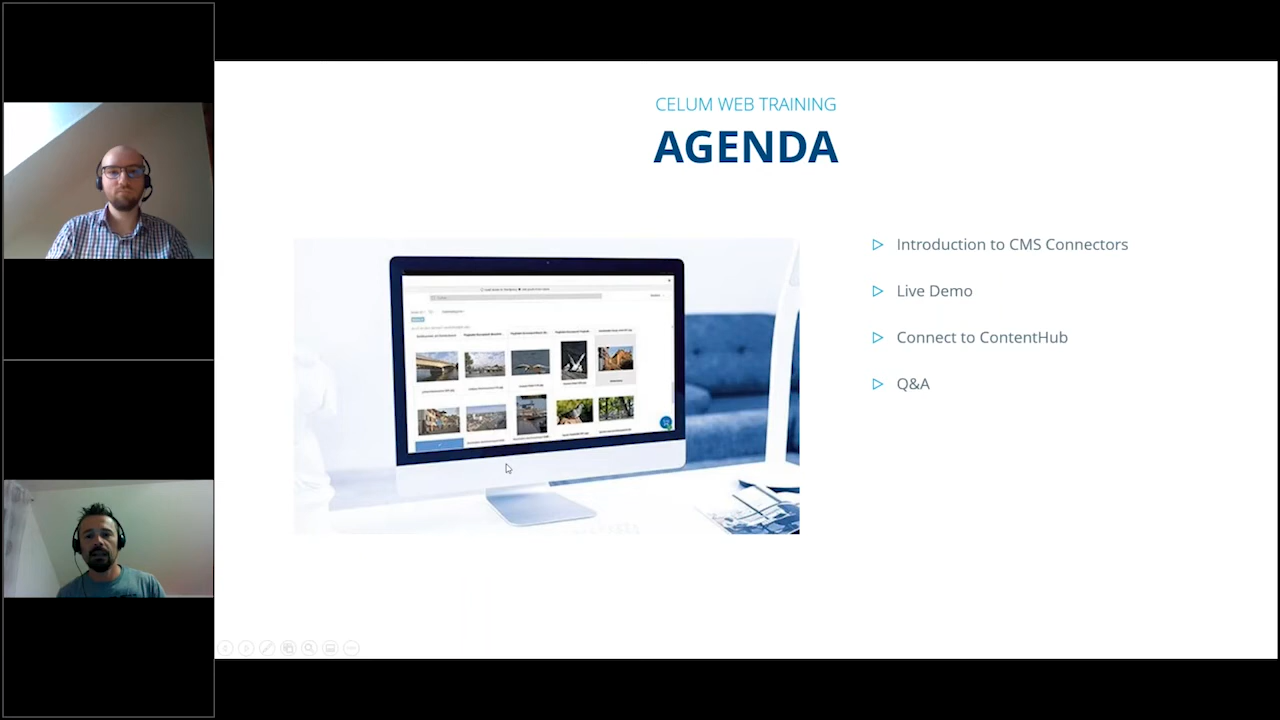 CELUM WEB TRAINING
AGENDA
Introduction to CMS Connectors
Live Demo
Connect to ContentHub
Q&A